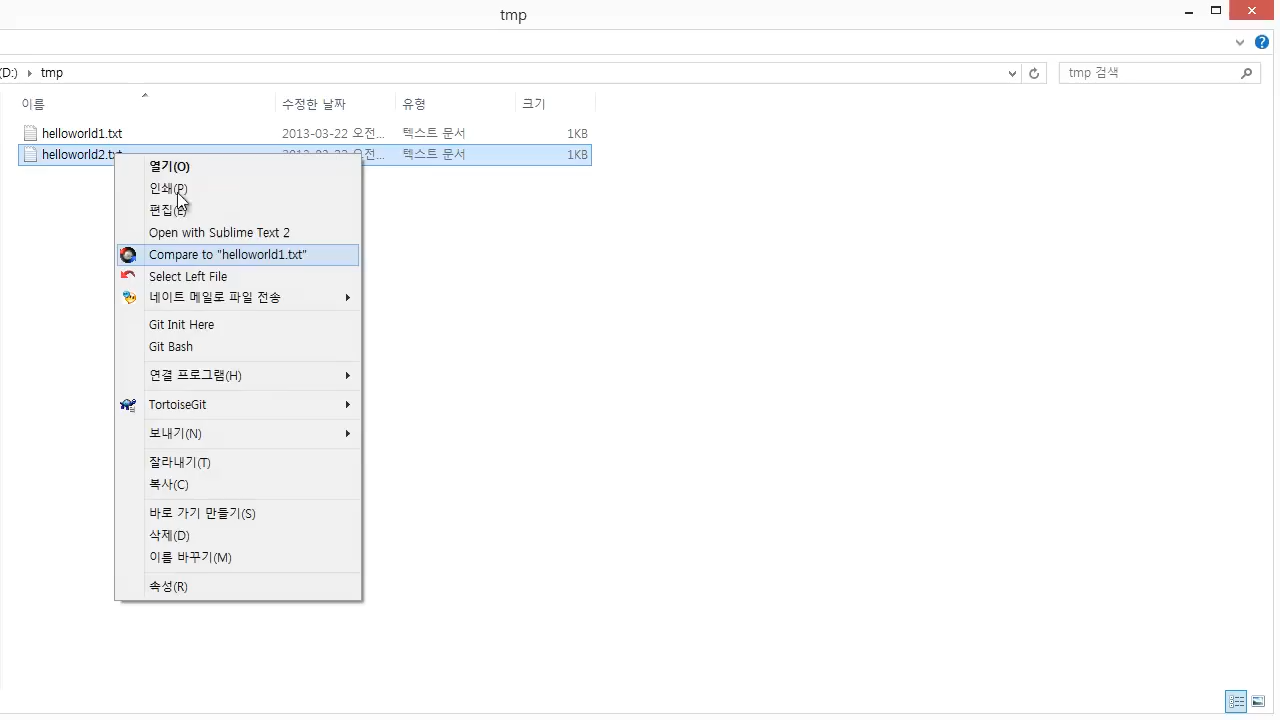 tmp
(D:) tmp
tmp 검색
이름 수정한 날짜 유형 크기
helloworld1.txt 2013-03-22 오전... 텍스트 문서 1KB
helloworld2.txt 2013-03-22 오전... 텍스트 문서 1KB
열기(O)
인쇄(P)
편집(E)
Open with Sublime Text 2
Compare to "helloworld1.txt"
Select Left File
네이트 메일로 파일 전송
Git Init Here
Git Bash
연결 프로그램(H)
TortoiseGit
보내기(N)
잘라내기(T)
복사(C)
바로 가기 만들기(S)
삭제(D)
이름 바꾸기(M)
속성(R)